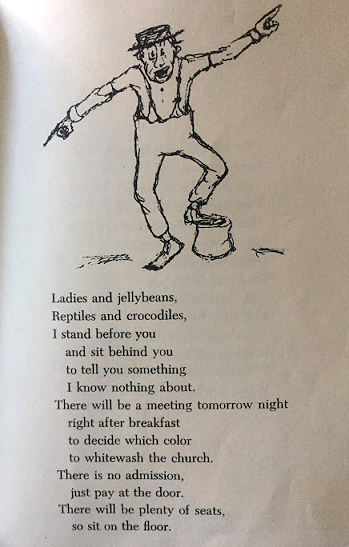 Ladies and jellybeans,
Reptiles and crocodiles,
I stand before you
and sit behind you
to tell you something
I know nothing about.
There will be a meeting tomorrow night
right after breakfast
to decide which color
to whitewash the church.
There is no admission,
just pay at the door.
There will be plenty of seats,
so sit on the floor.